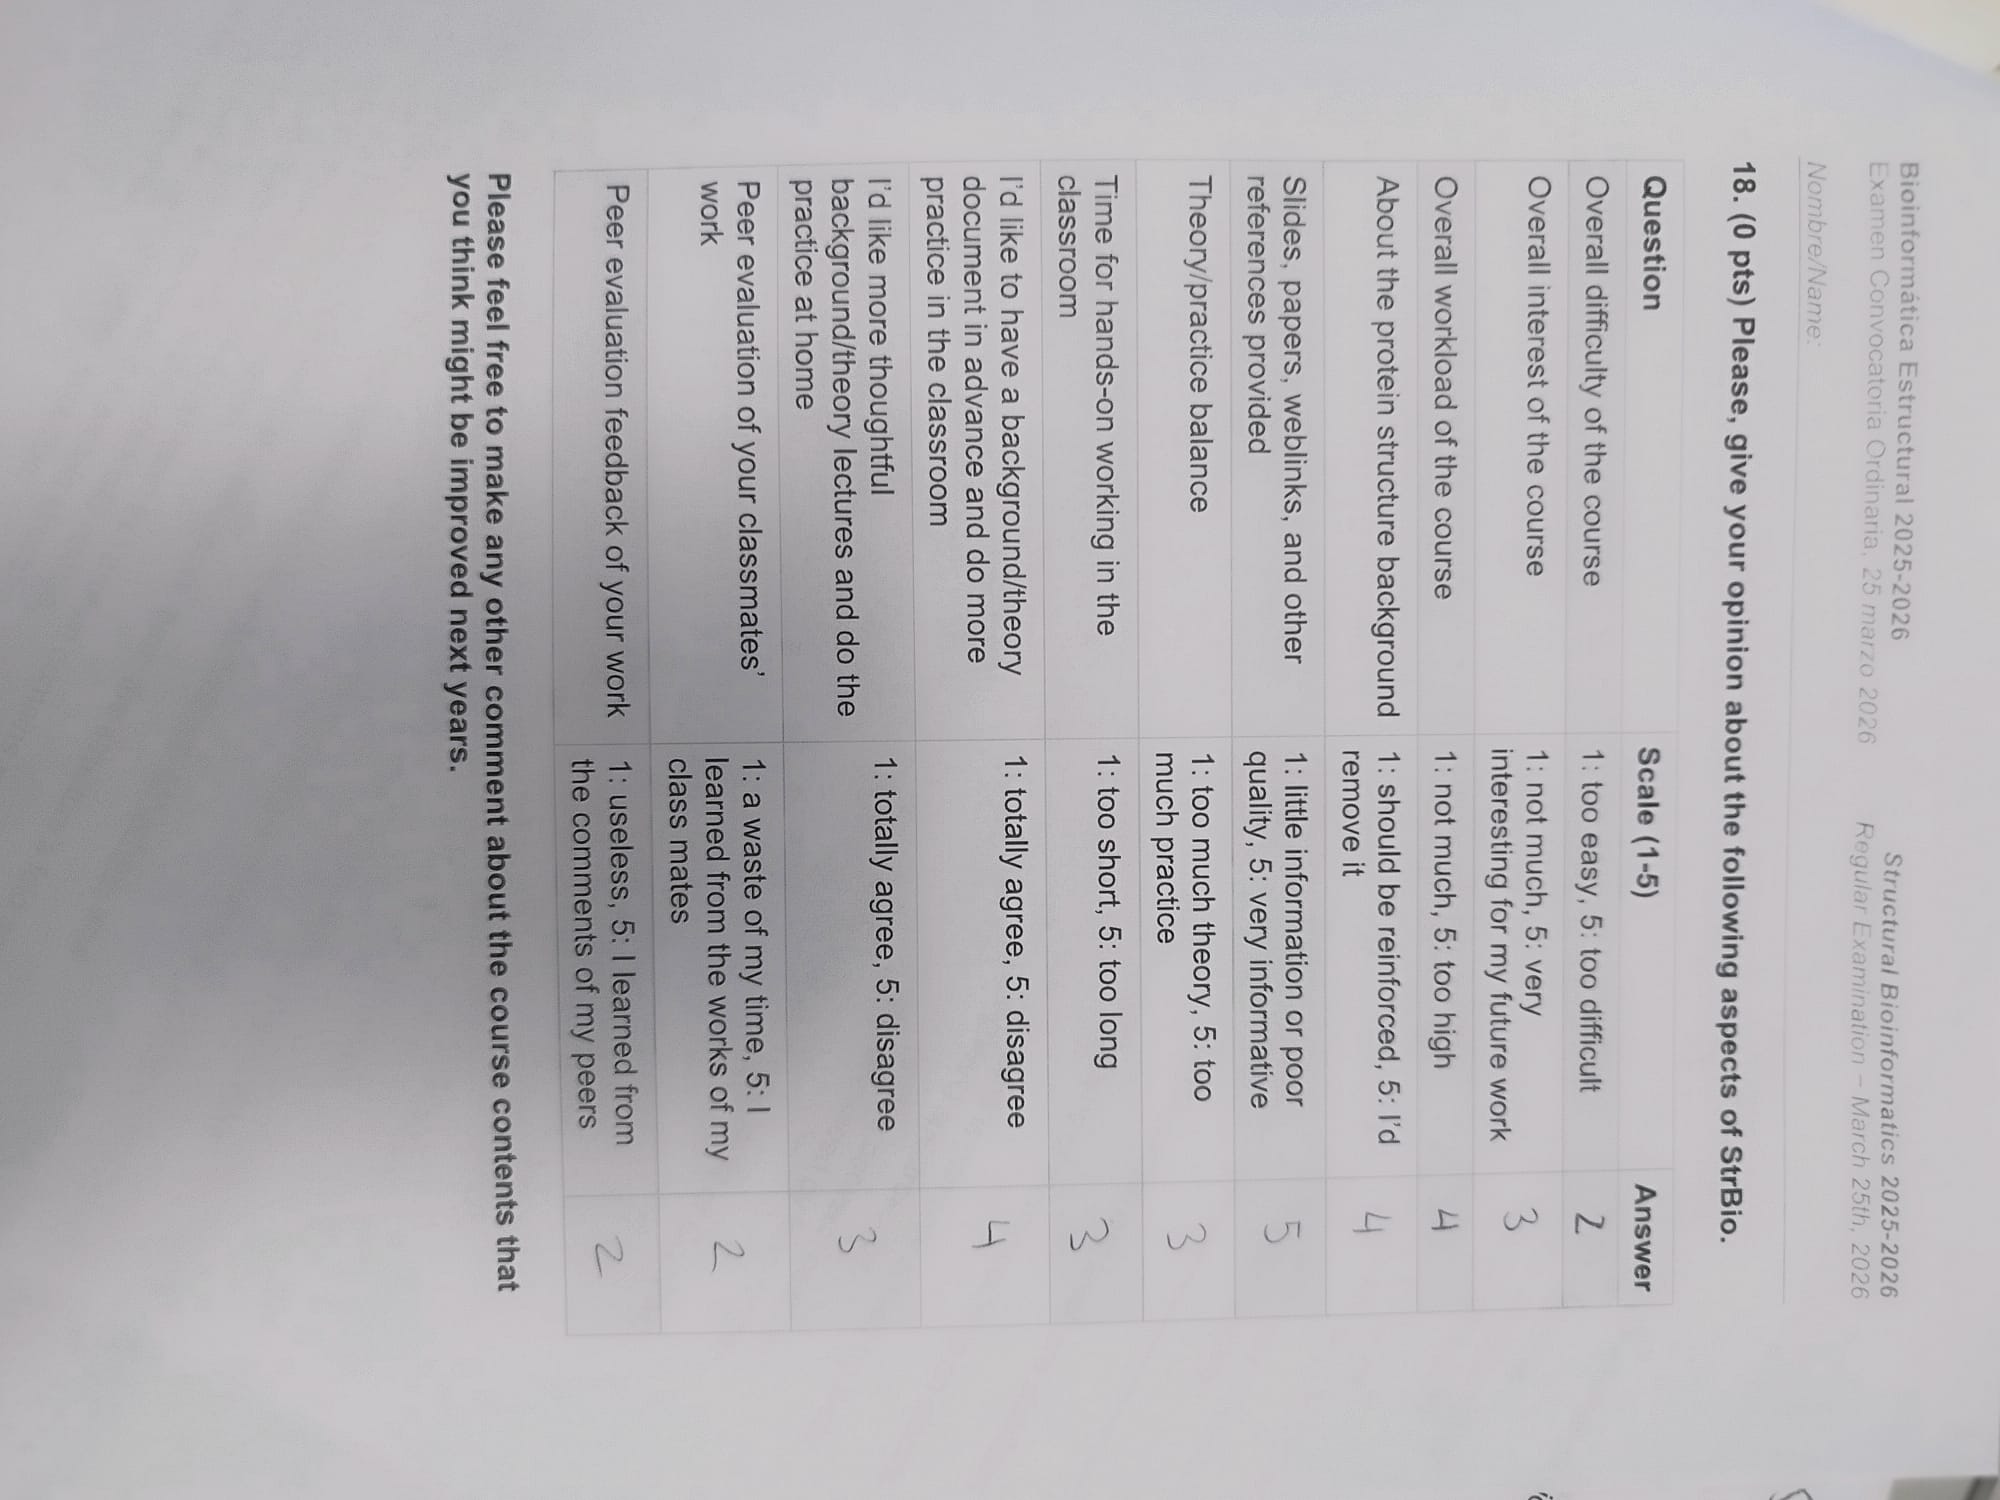 Bioinformática Estructural 2025-2026 Structural Bioinformatics 2025-2026
Examen Convocatoria Ordinaria, 25 marzo 2026 Regular Examination – March 25th, 2026
Nombre/Name:
18. (0 pts) Please, give your opinion about the following aspects of StrBio.
Question Scale (1-5) Answer
Overall difficulty of the course 1: too easy, 5: too difficult 2
Overall interest of the course 1: not much, 5: very
interesting for my future work 3
Overall workload of the course 1: not much, 5: too high 4
About the protein structure background 1: should be reinforced, 5: I'd
remove it 4
Slides, papers, weblinks, and other
references provided
1: little information or poor
quality, 5: very informative
5
Theory/practice balance 1: too much theory, 5: too
much practice 3
Time for hands-on working in the
classroom
1: too short, 5: too long 3
I'd like to have a background/theory
document in advance and do more
practice in the classroom
1: totally agree, 5: disagree 4
I'd like more thoughtful
background/theory lectures and do the
practice at home
1: totally agree, 5: disagree 3
Peer evaluation of your classmates'
work
1: a waste of my time, 5: I
learned from the works of my
class mates
2
Peer evaluation feedback of your work 1: useless, 5: I learned from
the comments of my peers 2
Please feel free to make any other comment about the course contents that
you think might be improved next years.